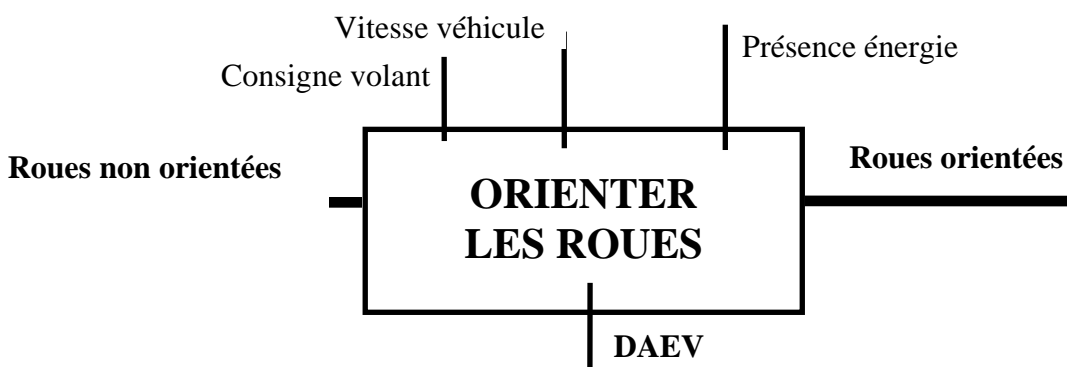 Vitesse véhicule
Présence énergie
Consigne volant
Roues non orientées
Roues orientées
ORIENTER
LES ROUES
DAEV